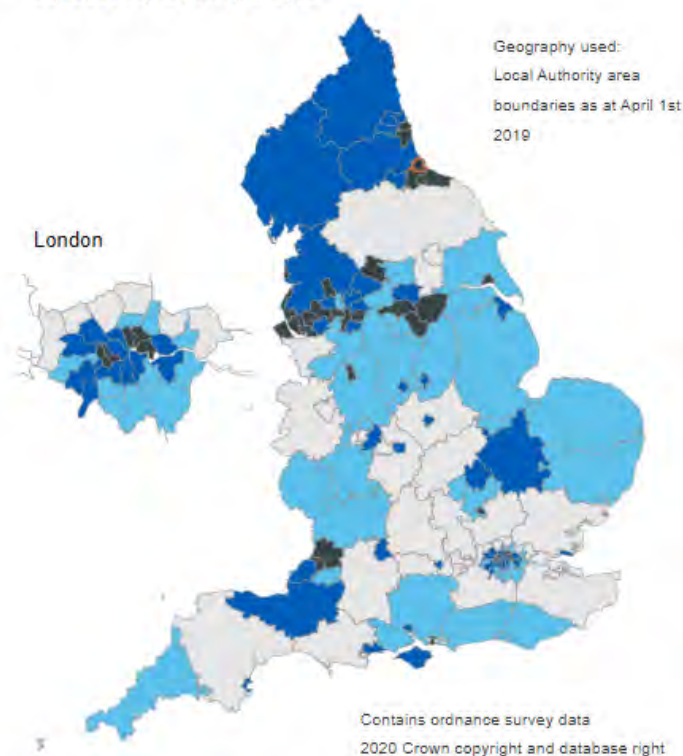 Geography used:
Local Authority area
boundaries as at April 1st
2019
London
Contains ordnance survey data
2020 Crown copyright and database right